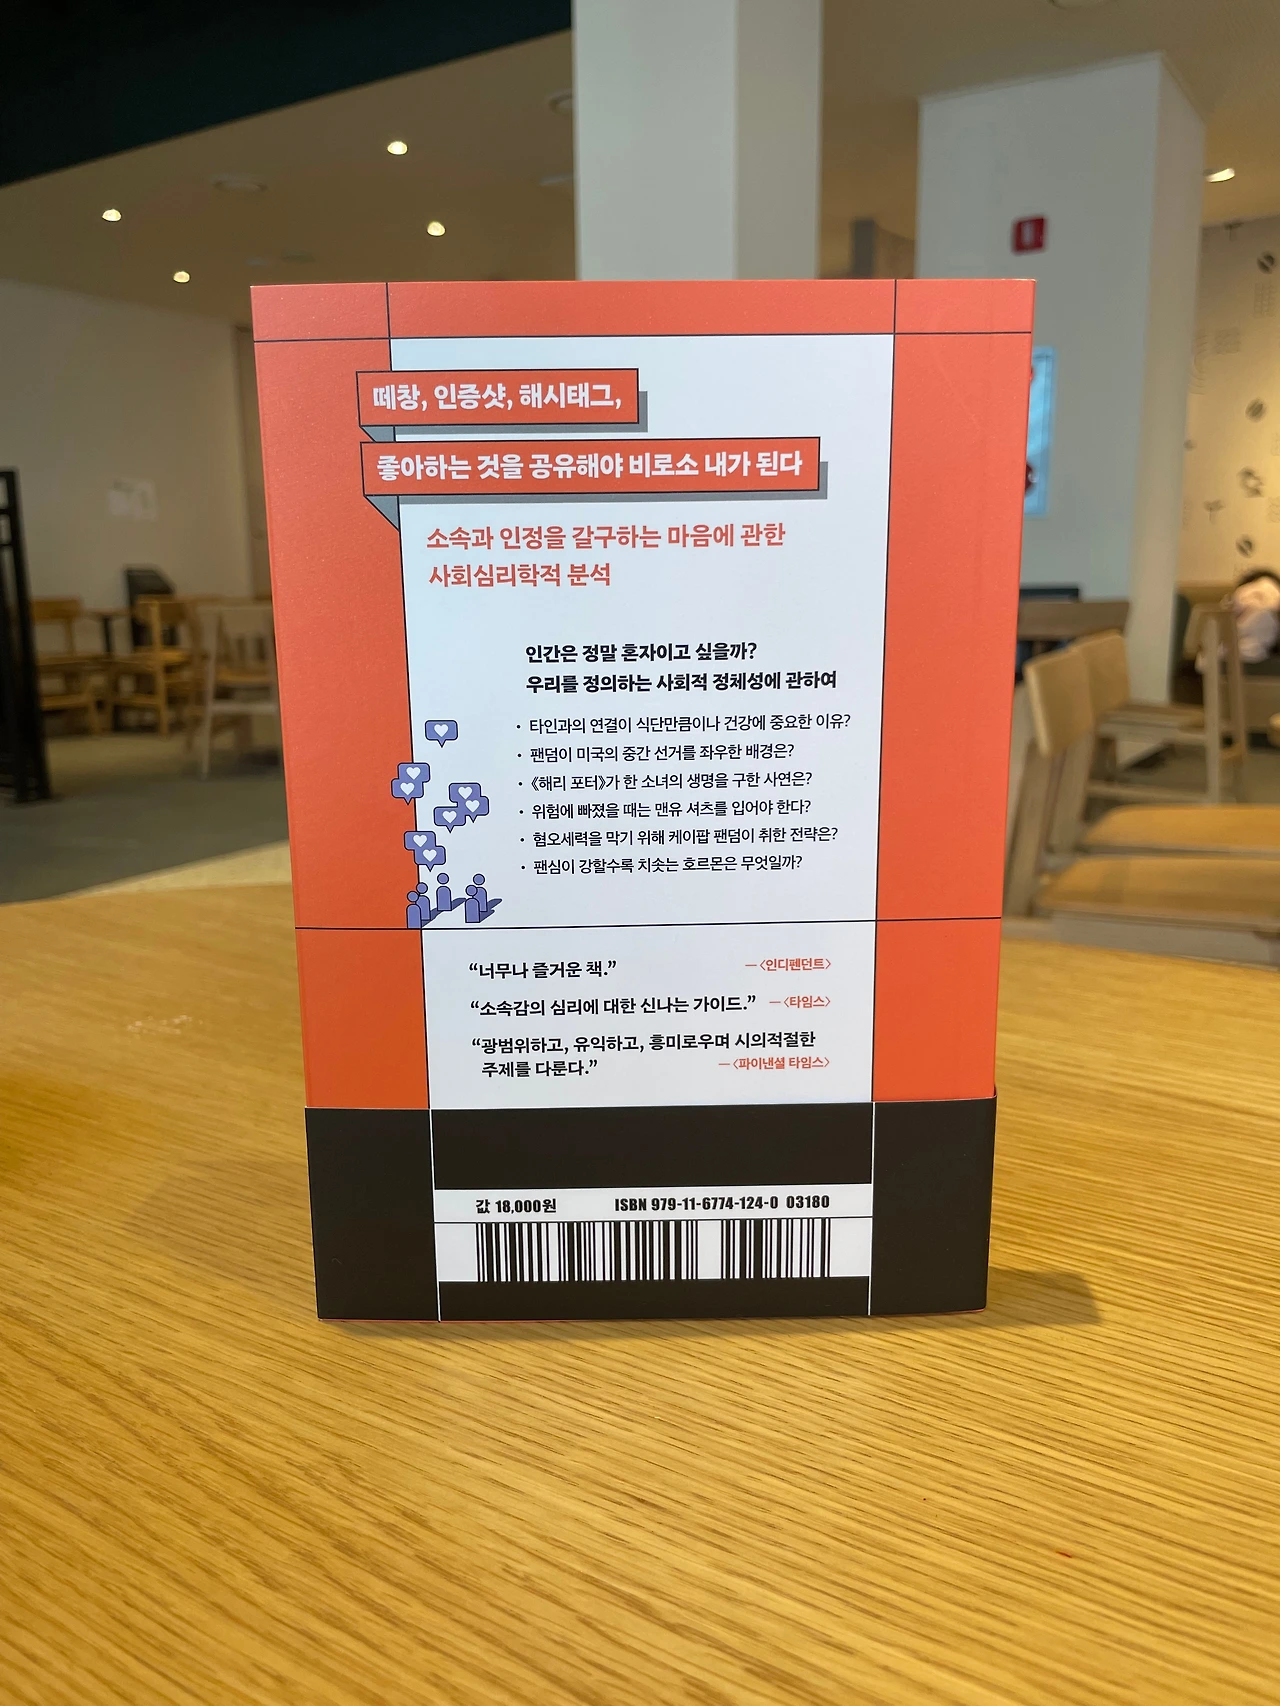 떼창, 인증샷, 해시태그,
좋아하는 것을 공유해야 비로소 내가 된다
소속과 인정을 갈구하는 마음에 관한
사회심리학적 분석
인간은 정말 혼자이고 싶을까?
우리를 정의하는 사회적 정체성에 관하여
· 타인과의 연결이 식단만큼이나 건강에 중요한 이유?
· 팬덤이 미국의 중간 선거를 좌우한 배경은?
· 《해리 포터》가 한 소녀의 생명을 구한 사연은?
· 위험에 빠졌을 때는 맨유 셔츠를 입어야 한다?
· 혐오세력을 막기 위해 케이팝 팬덤이 취한 전략은?
· 팬심이 강할수록 치솟는 호르몬은 무엇일까?
“너무나 즐거운 책.” —〈인디펜던트〉
“소속감의 심리에 대한 신나는 가이드.” —〈타임스〉
“광범위하고, 유익하고, 흥미로우며 시의적절한
주제를 다룬다.” —〈파이낸셜 타임스〉
값 18,000원 ISBN 979-11-6774-124-0 03180